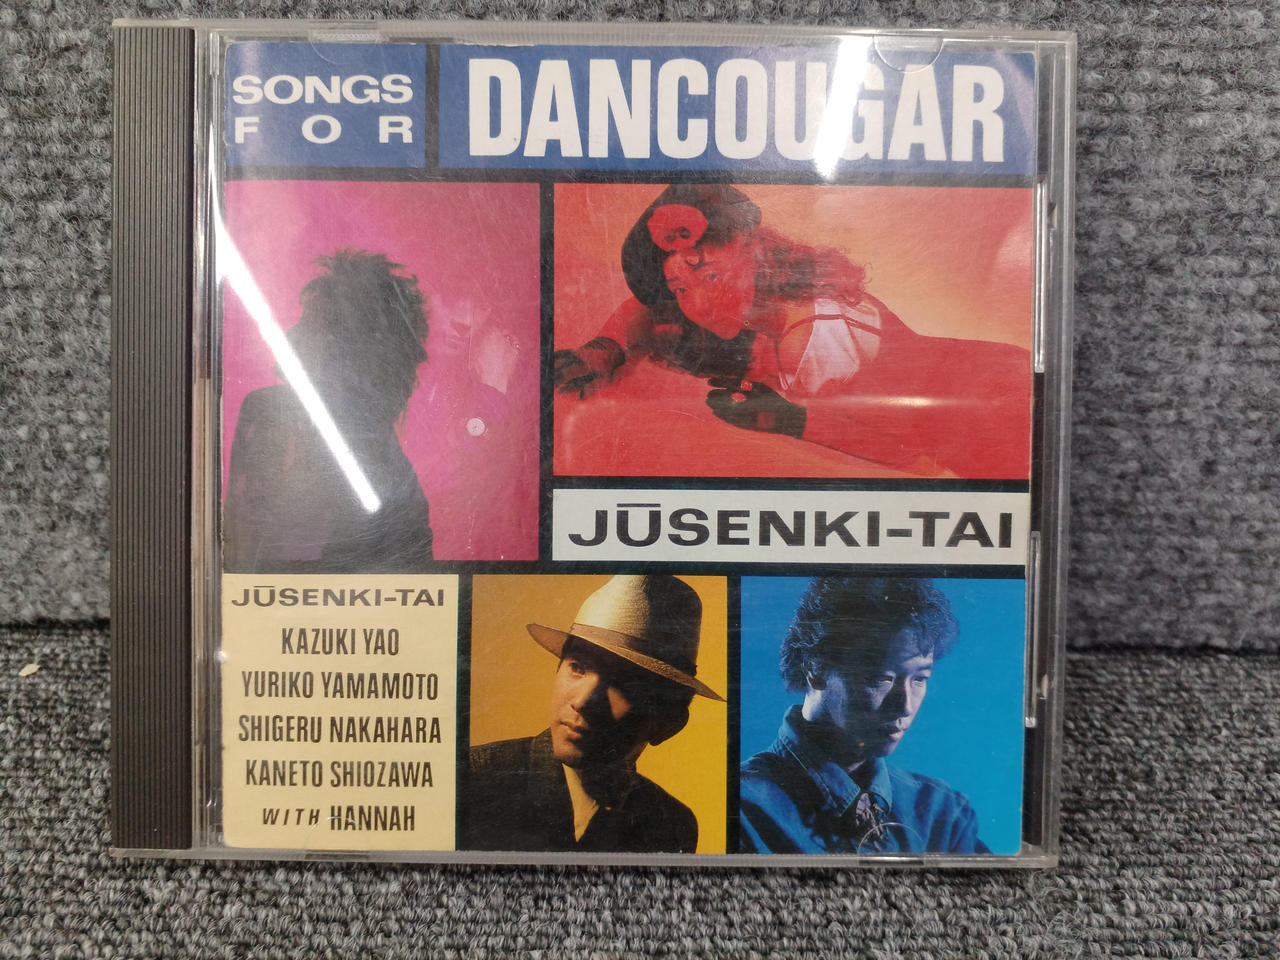 SONGS
FOR
DANCOUGAR
JŪSENKI-TAI
JŪSENKI-TAI
KAZUKI YAO
YURIKO YAMAMOTO
SHIGERU NAKAHARA
KANETO SHIOZAWA
WITH HANNAH